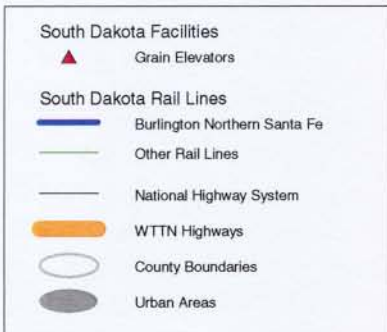 South Dakota Facilities
Grain Elevators
South Dakota Rail Lines
Burlington Northern Santa Fe
Other Rail Lines
National Highway System
WTTN Highways
County Boundaries
Urban Areas